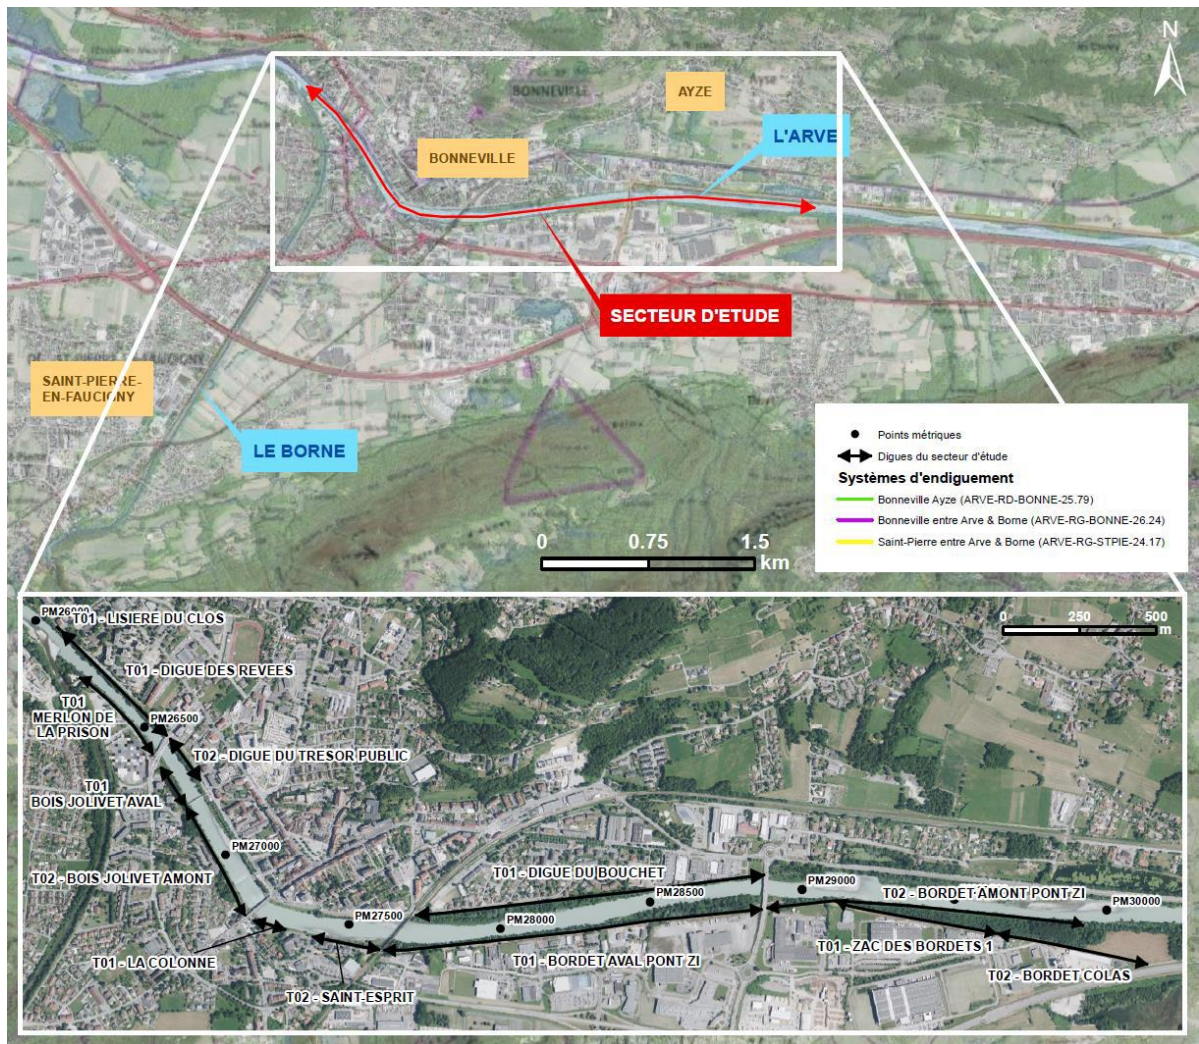 N
AYZE
Ayse
BONNEVILLE
L'ARVE
BONNEVILLE
SECTEUR D'ETUDE
SAINT-PIERRE-
EN-FAUCIGNY
LE BORNE
Points métriques
Digues du secteur d'étude
Systèmes d'endiguement
Bonneville Ayze (ARVE-RD-BONNE-25.79)
Bonneville entre Arve & Borne (ARVE-RG-BONNE-26.24)
Saint-Pierre entre Arve & Borne (ARVE-RG-STPIE-24.17)
0 0.75 1.5
km
PM26000
T01 - LISIERE DU CLOS
0 250 500
m
T01 - DIGUE DES REVEES
T01
MERLON DE
LA PRISON
PM26500
T02 - DIGUE DU TRESOR PUBLIC
T01
BOIS JOLIVET AVAL
PM27000
T02 - BOIS JOLIVET AMONT
T01 - DIGUE DU BOUCHET
PM29000
T02 - BORDET AMONT PONT ZI
PM28500
PM30000
PM27500
PM28000
T01 - ZAC DES BORDETS 1
T01 - LA COLONNE
T01 - BORDET AVAL PONT ZI
T02 - BORDET COLAS
T02 - SAINT-ESPRIT